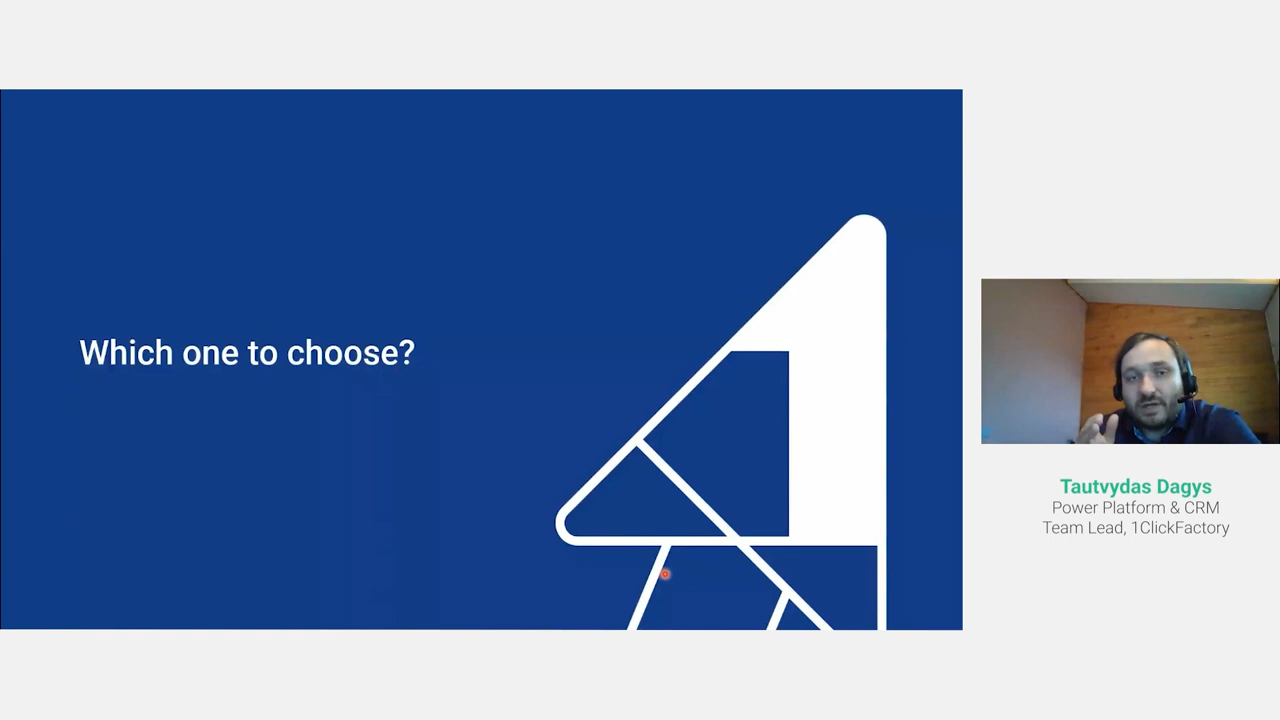 Which one to choose?
Tautvydas Dagys
Power Platform & CRM
Team Lead, 1ClickFactory